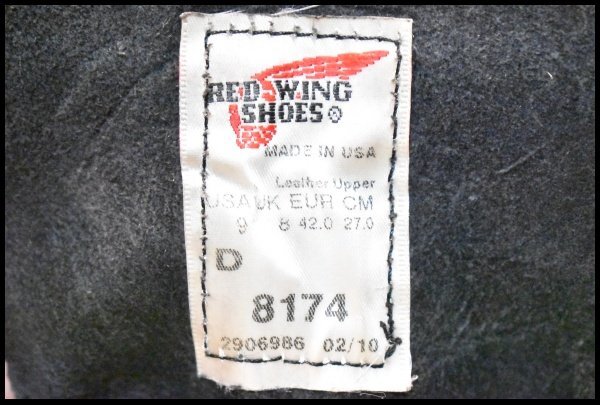 RED WING
SHOES®
MADE IN USA
Leather Upper
USA UK EUR CM
9 8 42.0 27.0
D
8174
2906986 02/10